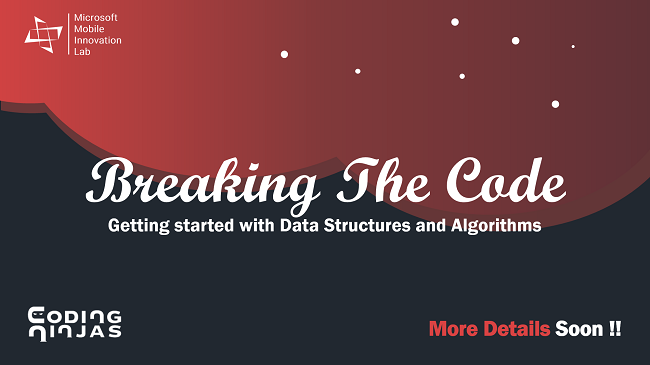 Microsoft
Mobile
Innovation
Lab
Breaking The Code
Getting started with Data Structures and Algorithms
CODING
NINJAS
More Details Soon !!